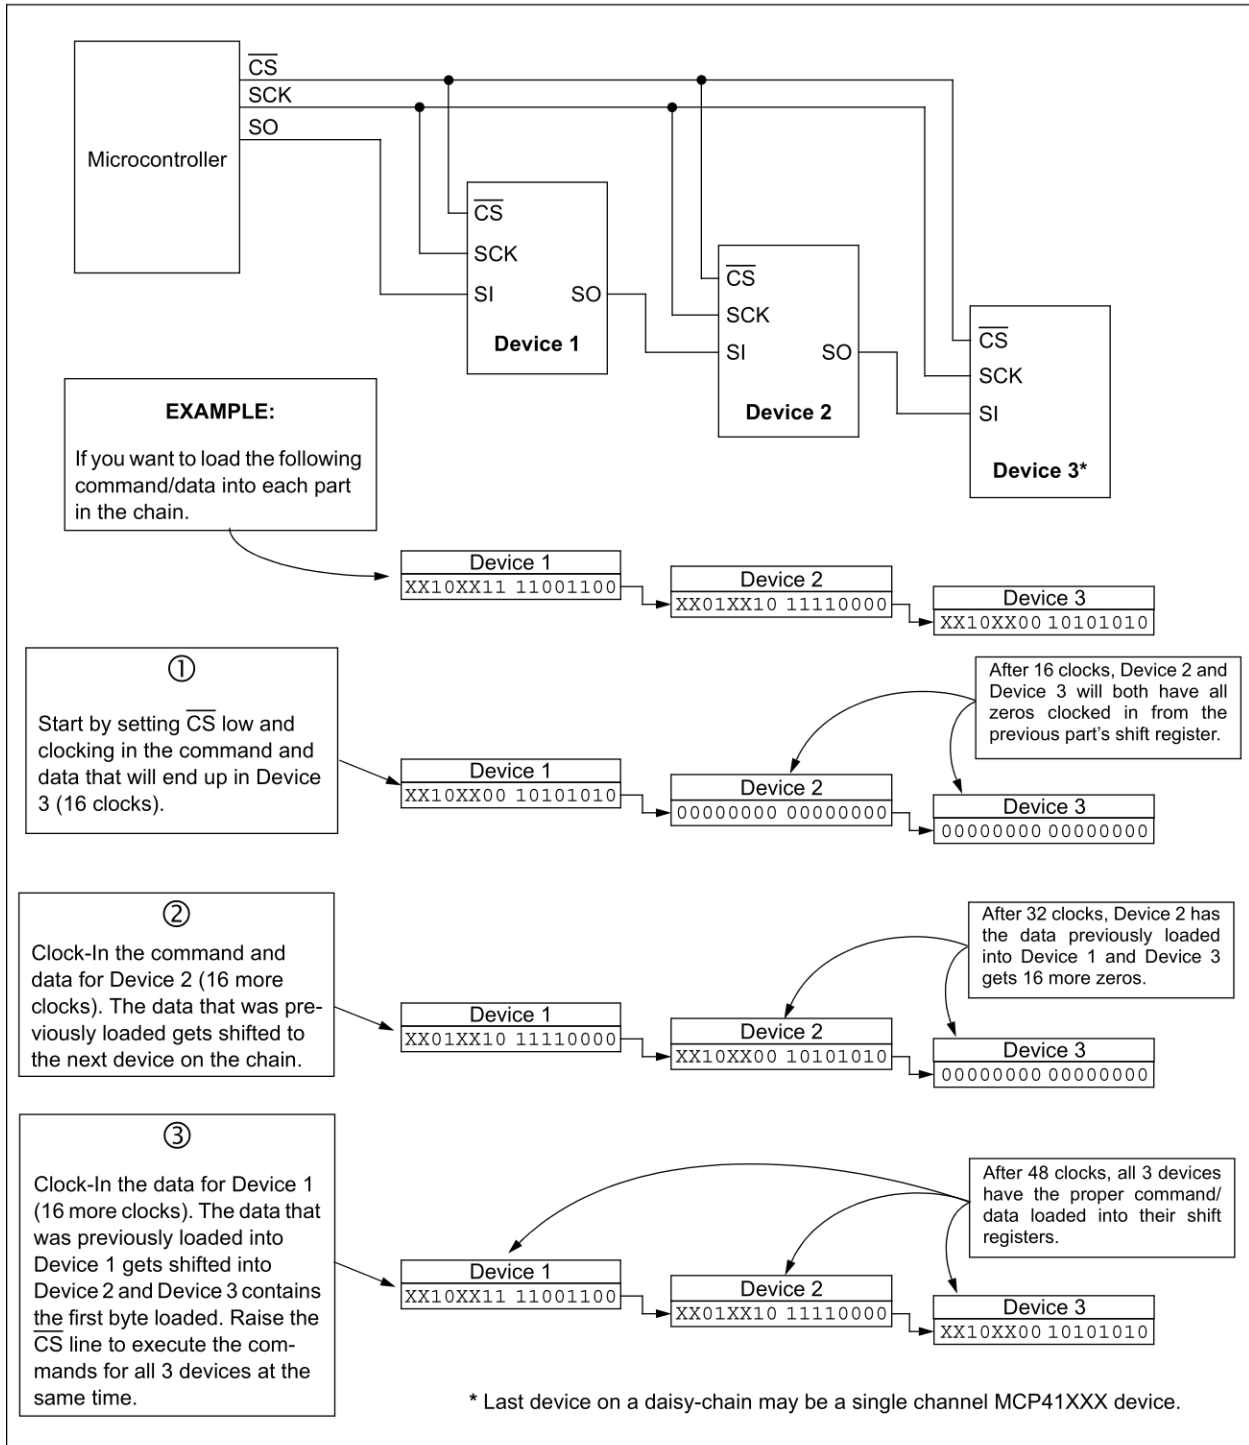 C̅S̅
SCK
SO
Microcontroller
C̅S̅
SCK
SI
SO
Device 1
C̅S̅
SCK
SI
SO
Device 2
C̅S̅
SCK
SI
Device 3*
EXAMPLE:
If you want to load the following
command/data into each part
in the chain.
Device 1
XX10XX11 11001100
Device 2
XX01XX10 11110000
Device 3
XX10XX00 10101010
①
Start by setting C̅S̅ low and
clocking in the command and
data that will end up in Device
3 (16 clocks).
Device 1
XX10XX00 10101010
Device 2
00000000 00000000
Device 3
00000000 00000000
After 16 clocks, Device 2 and
Device 3 will both have all
zeros clocked in from the
previous part's shift register.
②
Clock-In the command and
data for Device 2 (16 more
clocks). The data that was pre-
viously loaded gets shifted to
the next device on the chain.
Device 1
XX01XX10 11110000
Device 2
XX10XX00 10101010
Device 3
00000000 00000000
After 32 clocks, Device 2 has
the data previously loaded
into Device 1 and Device 3
gets 16 more zeros.
③
Clock-In the data for Device 1
(16 more clocks). The data that
was previously loaded into
Device 1 gets shifted into
Device 2 and Device 3 contains
the first byte loaded. Raise the
C̅S̅ line to execute the com-
mands for all 3 devices at the
same time.
Device 1
XX10XX11 11001100
Device 2
XX01XX10 11110000
Device 3
XX10XX00 10101010
After 48 clocks, all 3 devices
have the proper command/
data loaded into their shift
registers.
* Last device on a daisy-chain may be a single channel MCP41XXX device.